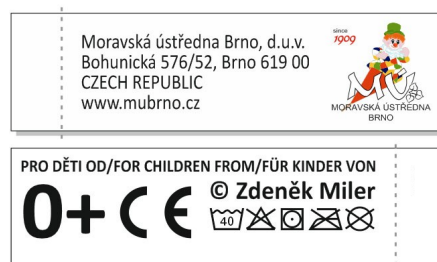 Moravská ústředna Brno, d.u.v.
Bohunická 576/52, Brno 619 00
CZECH REPUBLIC
www.mubrno.cz
since
1909
MÚ
MORAVSKÁ ÚSTŘEDNA
BRNO
PRO DĚTI OD/FOR CHILDREN FROM/FÜR KINDER VON
0+ CE
© Zdeněk Miler
40